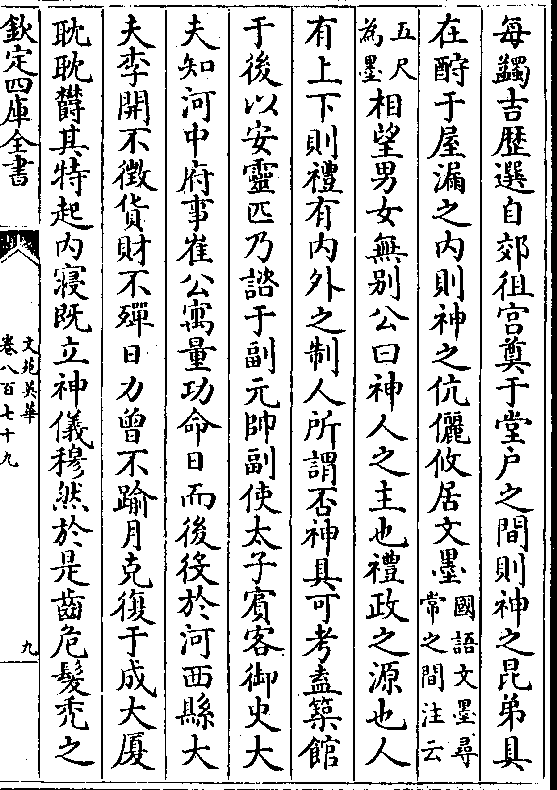 每蠲吉歴選自郊徂宮奠于堂户之間則神之昆弟具
在酹于屋漏之内則神之伉儷攸居文墨國語文墨尋常之間注云
五尺為墨相望男女無别公曰神人之主也禮政之源也人
有上下則禮有内外之制人所謂否神具可考盍築館
于後以安靈匹乃諮于副元帥副使太子賓客御史大
夫知河中府事崔公寓量功命日而後役於河西縣大
夫李開不徵貨財不殫日力曾不踰月克復于成大厦
耽耽欝其特起内寢既立神儀穆然於是齒危髮秃之
欽定四庫全書
文苑英華
卷八百七十九
九